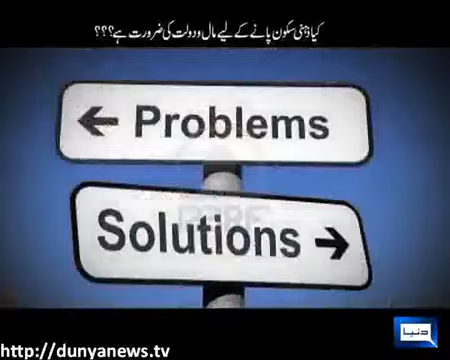 کیا ذہنی سکون پانے کے لیے مال و دولت کی ضرورت ہے؟؟؟
← Problems
Solutions →
دنیا
http://dunyanews.tv